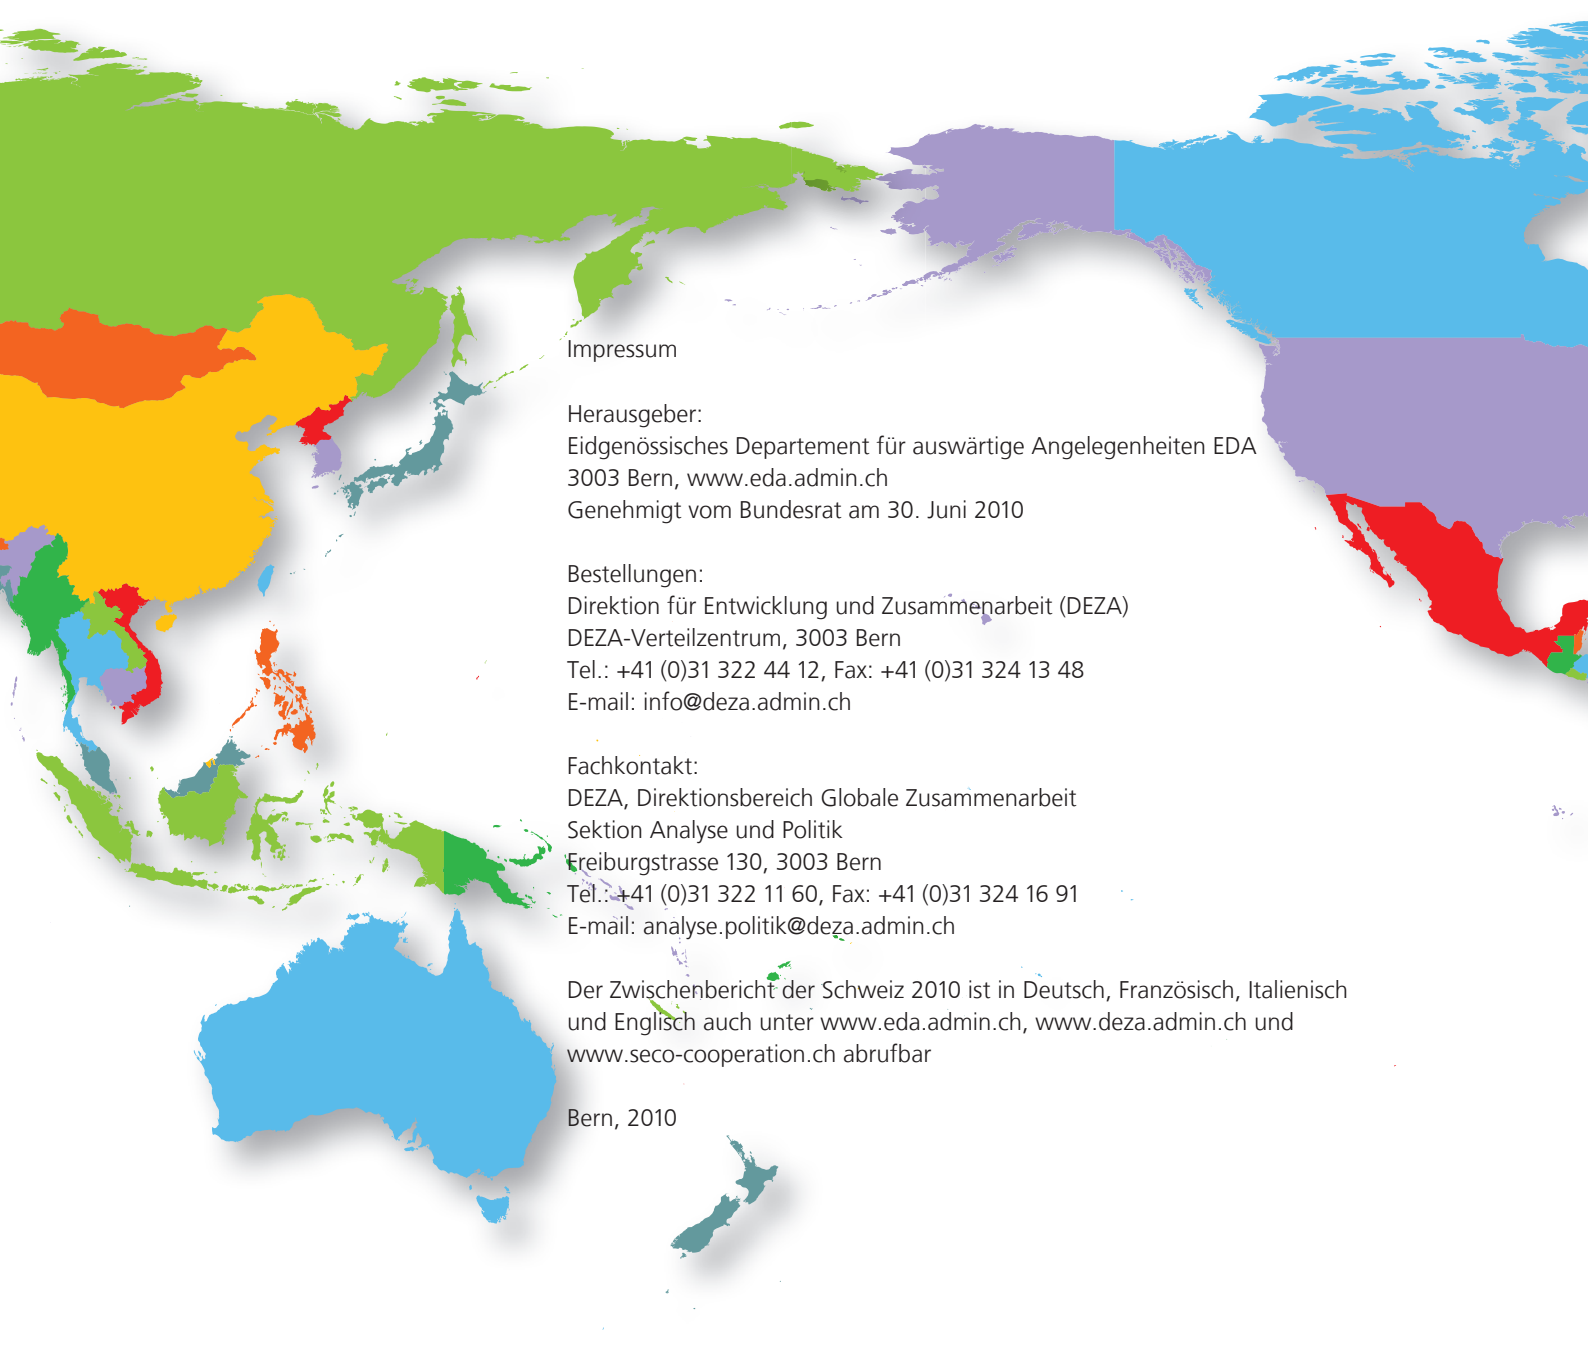 Impressum
Herausgeber:
Eidgenössisches Departement für auswärtige Angelegenheiten EDA
3003 Bern, www.eda.admin.ch
Genehmigt vom Bundesrat am 30. Juni 2010
Bestellungen:
Direktion für Entwicklung und Zusammenarbeit (DEZA)
DEZA-Verteilzentrum, 3003 Bern
Tel.: +41 (0)31 322 44 12, Fax: +41 (0)31 324 13 48
E-mail: info@deza.admin.ch
Fachkontakt:
DEZA, Direktionsbereich Globale Zusammenarbeit
Sektion Analyse und Politik
Freiburgstrasse 130, 3003 Bern
Tel.: +41 (0)31 322 11 60, Fax: +41 (0)31 324 16 91
E-mail: analyse.politik@deza.admin.ch
Der Zwischenbericht der Schweiz 2010 ist in Deutsch, Französisch, Italienisch
und Englisch auch unter www.eda.admin.ch, www.deza.admin.ch und
www.seco-cooperation.ch abrufbar
Bern, 2010